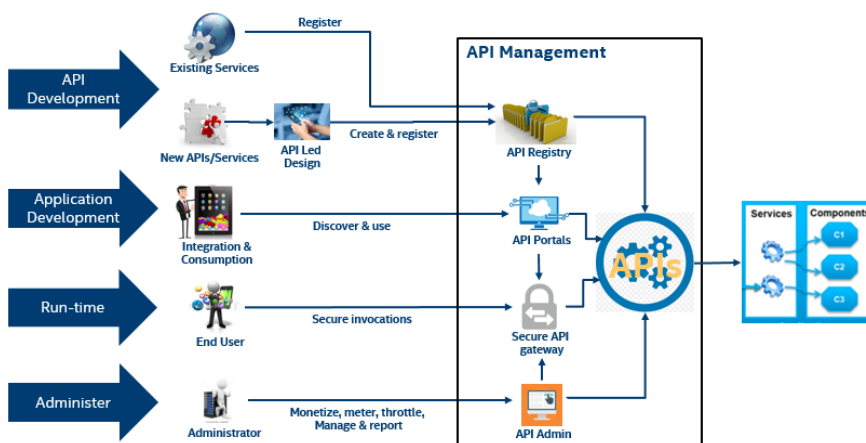 API
Development
Register
Existing Services
New APIs/Services
API Led
Design
Create & register
API Management
API Registry
Application
Development
Integration &
Consumption
Discover & use
API Portals
APIs
Services
Components
C1
C2
C3
Run-time
End User
Secure invocations
Secure API
gateway
Administer
Administrator
Monetize, meter, throttle,
Manage & report
API Admin